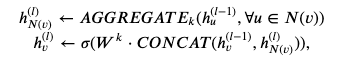 h_{N(v)}^{(l)} ← AGGREGATE_k(h_u^{(l-1)}, ∀u ∈ N(v))
h_v^{(l)} ← σ(W^k · CONCAT(h_v^{(l-1)}, h_{N(v)}^{(l)})),